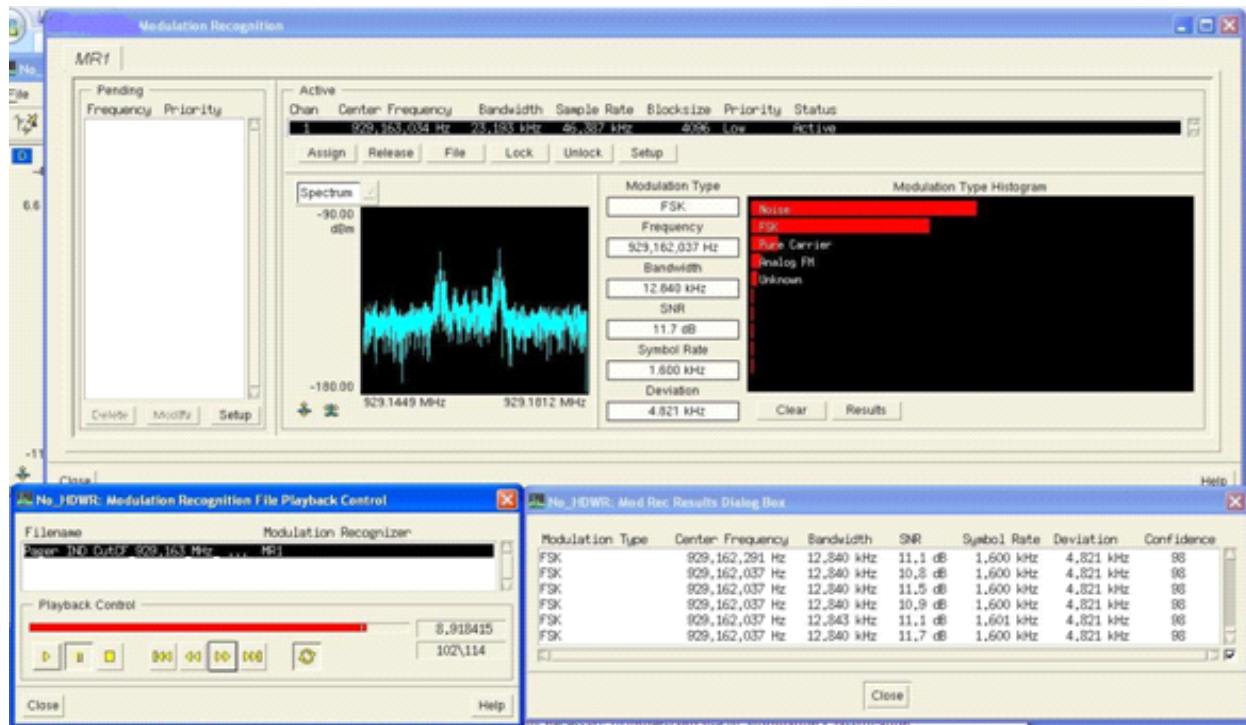 Modulation Recognition
MR1
Pending
Frequency Priority
Active
Chan Center Frequency Bandwidth Sample Rate Blocksize Priority Status
1 929,163,034 Hz 23,193 kHz 46,387 kHz 4096 Low Active
Assign Release File Lock Unlock Setup
Spectrum
-90.00
dBm
-180.00
929.1449 MHz 929.1812 MHz
Modulation Type
FSK
Frequency
929,162,037 Hz
Bandwidth
12.840 kHz
SNR
11.7 dB
Symbol Rate
1.600 kHz
Deviation
4.821 kHz
Modulation Type Histogram
Noise
FSK
Pure Carrier
Analog FM
Unknown
Clear Results
Delete Modify Setup
Close Help
No_
File
D
6.6
-11
No_HDWR: Modulation Recognition File Playback Control
Filename Modulation Recognizer
Pager IND CutCF 929,163 MHz ... MR1
Playback Control
8,918415
102\114
Close Help
No_HDWR: Mod Rec Results Dialog Box
Modulation Type Center Frequency Bandwidth SNR Symbol Rate Deviation Confidence
FSK 929,162,291 Hz 12,840 kHz 11,1 dB 1,600 kHz 4,821 kHz 98
FSK 929,162,037 Hz 12,840 kHz 10,8 dB 1,600 kHz 4,821 kHz 98
FSK 929,162,037 Hz 12,840 kHz 11,5 dB 1,600 kHz 4,821 kHz 98
FSK 929,162,037 Hz 12,840 kHz 10,9 dB 1,600 kHz 4,821 kHz 98
FSK 929,162,037 Hz 12,843 kHz 11,1 dB 1,601 kHz 4,821 kHz 98
FSK 929,162,037 Hz 12,840 kHz 11,7 dB 1,600 kHz 4,821 kHz 98
Close